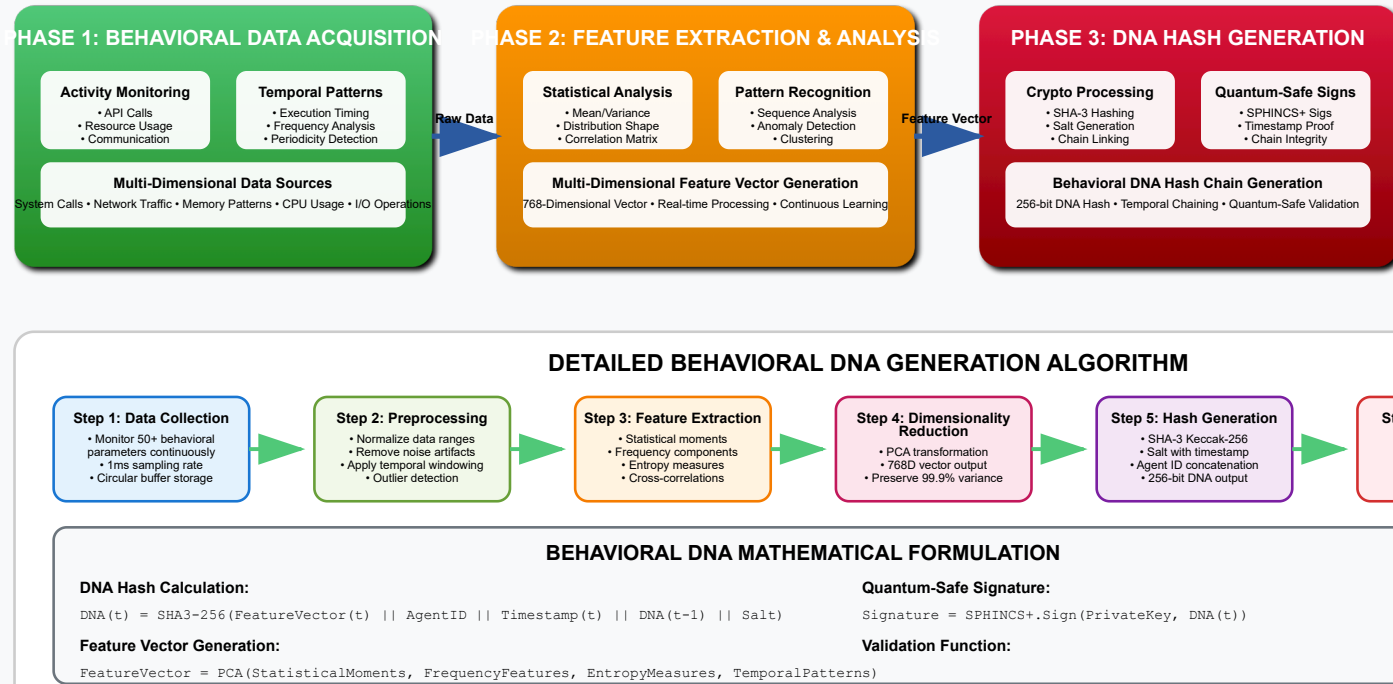 PHASE 1: BEHAVIORAL DATA ACQUISITION
Activity Monitoring
• API Calls
• Resource Usage
• Communication
Temporal Patterns
• Execution Timing
• Frequency Analysis
• Periodicity Detection
Multi-Dimensional Data Sources
System Calls • Network Traffic • Memory Patterns • CPU Usage • I/O Operations
Raw Data
PHASE 2: FEATURE EXTRACTION & ANALYSIS
Statistical Analysis
• Mean/Variance
• Distribution Shape
• Correlation Matrix
Pattern Recognition
• Sequence Analysis
• Anomaly Detection
• Clustering
Multi-Dimensional Feature Vector Generation
768-Dimensional Vector • Real-time Processing • Continuous Learning
Feature Vector
PHASE 3: DNA HASH GENERATION
Crypto Processing
• SHA-3 Hashing
• Salt Generation
• Chain Linking
Quantum-Safe Signs
• SPHINCS+ Sigs
• Timestamp Proof
• Chain Integrity
Behavioral DNA Hash Chain Generation
256-bit DNA Hash • Temporal Chaining • Quantum-Safe Validation
DETAILED BEHAVIORAL DNA GENERATION ALGORITHM
Step 1: Data Collection
• Monitor 50+ behavioral
parameters continuously
• 1ms sampling rate
• Circular buffer storage
Step 2: Preprocessing
• Normalize data ranges
• Remove noise artifacts
• Apply temporal windowing
• Outlier detection
Step 3: Feature Extraction
• Statistical moments
• Frequency components
• Entropy measures
• Cross-correlations
Step 4: Dimensionality
Reduction
• PCA transformation
• 768D vector output
• Preserve 99.9% variance
Step 5: Hash Generation
• SHA-3 Keccak-256
• Salt with timestamp
• Agent ID concatenation
• 256-bit DNA output
BEHAVIORAL DNA MATHEMATICAL FORMULATION
DNA Hash Calculation:
DNA(t) = SHA3-256(FeatureVector(t) || AgentID || Timestamp(t) || DNA(t-1) || Salt)
Feature Vector Generation:
FeatureVector = PCA(StatisticalMoments, FrequencyFeatures, EntropyMeasures, TemporalPatterns)
Quantum-Safe Signature:
Signature = SPHINCS+.Sign(PrivateKey, DNA(t))
Validation Function: